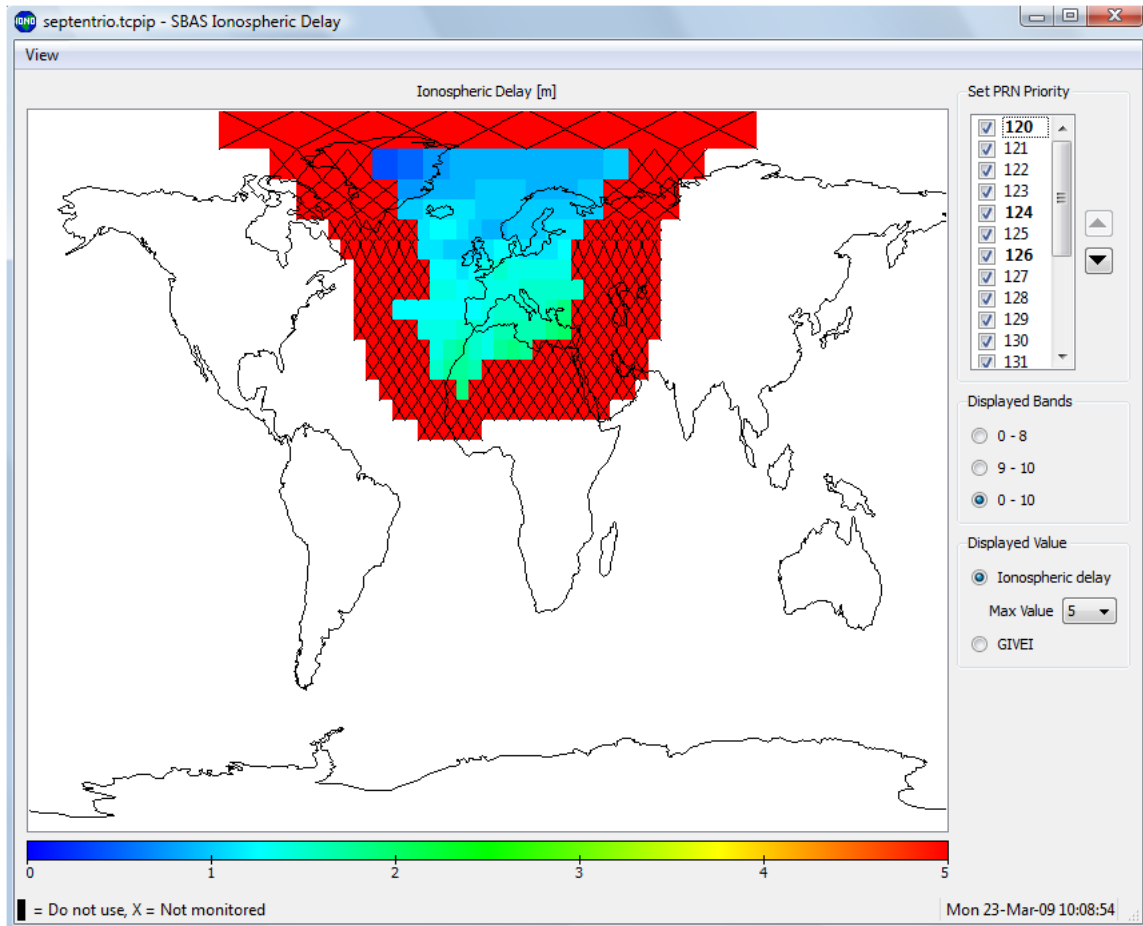 IONO septentrio.tcpip - SBAS Ionospheric Delay
View
Ionospheric Delay [m]
Set PRN Priority
120
121
122
123
124
125
126
127
128
129
130
131
Displayed Bands
0 - 8
9 - 10
0 - 10
Displayed Value
Ionospheric delay
Max Value 5
GIVEI
0 1 2 3 4 5
= Do not use, X = Not monitored
Mon 23-Mar-09 10:08:54